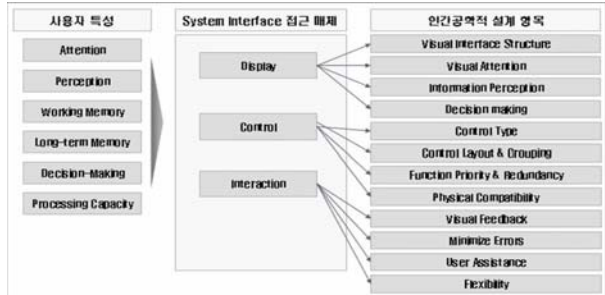 사용자 특성
Attention
Perception
Working Memory
Long-term Memory
Decision-Making
Processing Capacity
System Interface 접근 매체
Display
Control
Interaction
인간공학적 설계 항목
Visual Interface Structure
Visual Attention
Information Perception
Decision making
Control Type
Control Layout & Grouping
Function Priority & Redundancy
Physical Compatibility
Visual Feedback
Minimize Errors
User Assistance
Flexibility